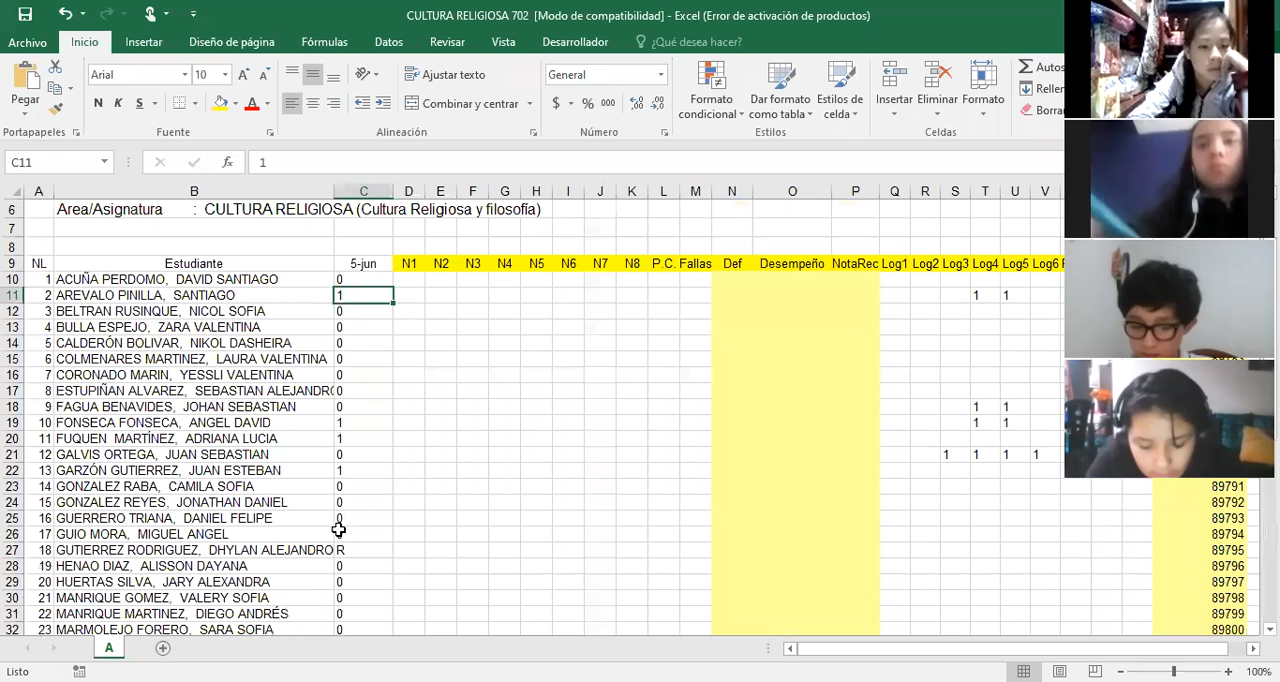 CULTURA RELIGIOSA 702 [Modo de compatibilidad] - Excel (Error de activación de productos)
Archivo Inicio Insertar Diseño de página Fórmulas Datos Revisar Vista Desarrollador ¿Qué desea hacer?
Pegar Arial 10 Ajustar texto General Autos
N K S Combinar y centrar $ % 000 Formato condicional Dar formato como tabla Estilos de celda Insertar Eliminar Formato Rellen Borra
Portapapeles Fuente Alineación Número Estilos Celdas
C11 fx 1
A B C D E F G H I J K L M N O P Q R S T U V
6 Area/Asignatura : CULTURA RELIGIOSA (Cultura Religiosa y filosofía)
7
8
9 NL Estudiante 5-jun N1 N2 N3 N4 N5 N6 N7 N8 P.C. Fallas Def Desempeño NotaRec Log1 Log2 Log3 Log4 Log5 Log6
10 1 ACUÑA PERDOMO, DAVID SANTIAGO 0
11 2 AREVALO PINILLA, SANTIAGO 1 1 1
12 3 BELTRAN RUSINQUE, NICOL SOFIA 0
13 4 BULLA ESPEJO, ZARA VALENTINA 0
14 5 CALDERÓN BOLIVAR, NIKOL DASHEIRA 0
15 6 COLMENARES MARTINEZ, LAURA VALENTINA 0
16 7 CORONADO MARIN, YESSLI VALENTINA 0
17 8 ESTUPIÑAN ALVAREZ, SEBASTIAN ALEJANDRO 0
18 9 FAGUA BENAVIDES, JOHAN SEBASTIAN 0 1 1
19 10 FONSECA FONSECA, ANGEL DAVID 1 1 1
20 11 FUQUEN MARTÍNEZ, ADRIANA LUCIA 1
21 12 GALVIS ORTEGA, JUAN SEBASTIAN 0 1 1 1 1
22 13 GARZÓN GUTIERREZ, JUAN ESTEBAN 1
23 14 GONZALEZ RABA, CAMILA SOFIA 0 89791
24 15 GONZALEZ REYES, JONATHAN DANIEL 0 89792
25 16 GUERRERO TRIANA, DANIEL FELIPE 0 89793
26 17 GUIO MORA, MIGUEL ANGEL 89794
27 18 GUTIERREZ RODRIGUEZ, DHYLAN ALEJANDRO R 89795
28 19 HENAO DIAZ, ALISSON DAYANA 0 89796
29 20 HUERTAS SILVA, JARY ALEXANDRA 0 89797
30 21 MANRIQUE GOMEZ, VALERY SOFIA 0 89798
31 22 MANRIQUE MARTINEZ, DIEGO ANDRÉS 0 89799
32 23 MARMOLEJO FORERO, SARA SOFIA 0 89800
A
Listo 100%